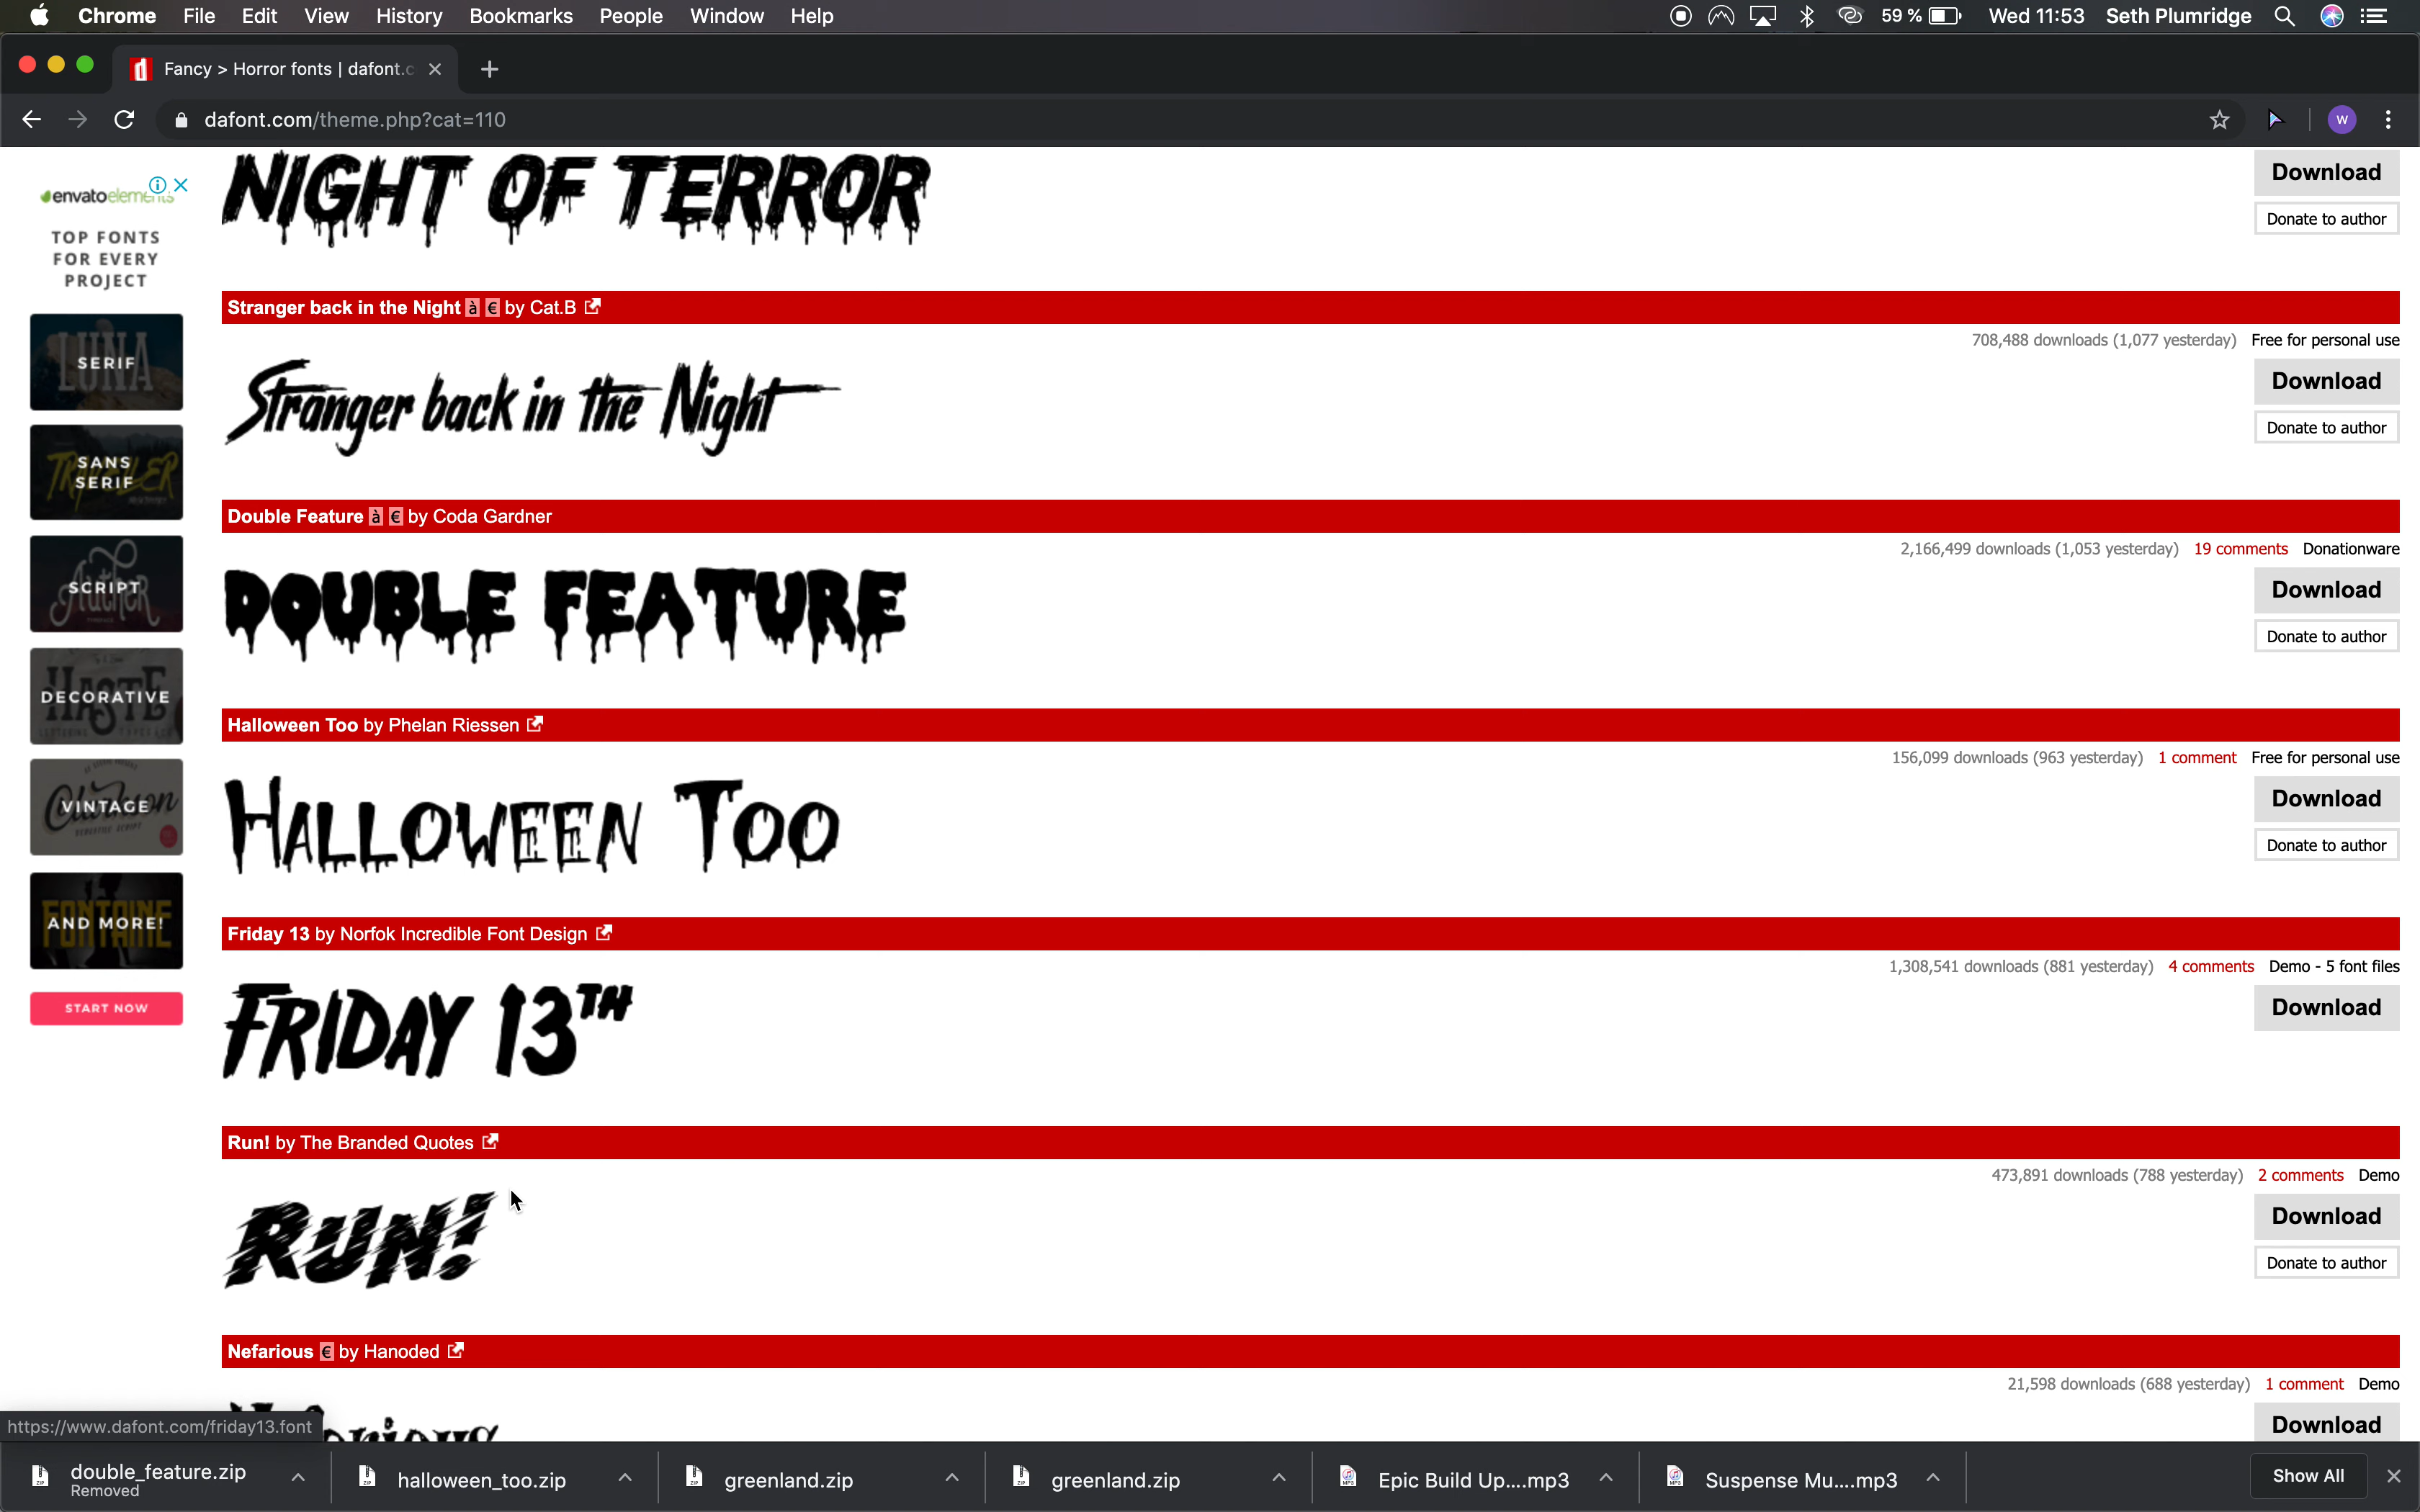 Chrome File Edit View History Bookmarks People Window Help 59 % Wed 11:53 Seth Plumridge
Fancy > Horror fonts | dafont.c
dafont.com/theme.php?cat=110
W
envatoelements
TOP FONTS
FOR EVERY
PROJECT
LUNA
SERIF
SANS
SERIF
SCRIPT
HASTE
DECORATIVE
VINTAGE
FONTAINE
AND MORE!
START NOW
NIGHT OF TERROR
Download
Donate to author
Stranger back in the Night à € by Cat.B
708,488 downloads (1,077 yesterday) Free for personal use
Stranger back in the Night
Download
Donate to author
Double Feature à € by Coda Gardner
2,166,499 downloads (1,053 yesterday) 19 comments Donationware
DOUBLE FEATURE
Download
Donate to author
Halloween Too by Phelan Riessen
156,099 downloads (963 yesterday) 1 comment Free for personal use
HALLOWEEN TOO
Download
Donate to author
Friday 13 by Norfok Incredible Font Design
1,308,541 downloads (881 yesterday) 4 comments Demo - 5 font files
FRIDAY 13TH
Download
Run! by The Branded Quotes
473,891 downloads (788 yesterday) 2 comments Demo
RUN!
Download
Donate to author
Nefarious € by Hanoded
21,598 downloads (688 yesterday) 1 comment Demo
Download
https://www.dafont.com/friday13.font
double_feature.zip
Removed
halloween_too.zip
greenland.zip
greenland.zip
Epic Build Up....mp3
Suspense Mu....mp3
Show All